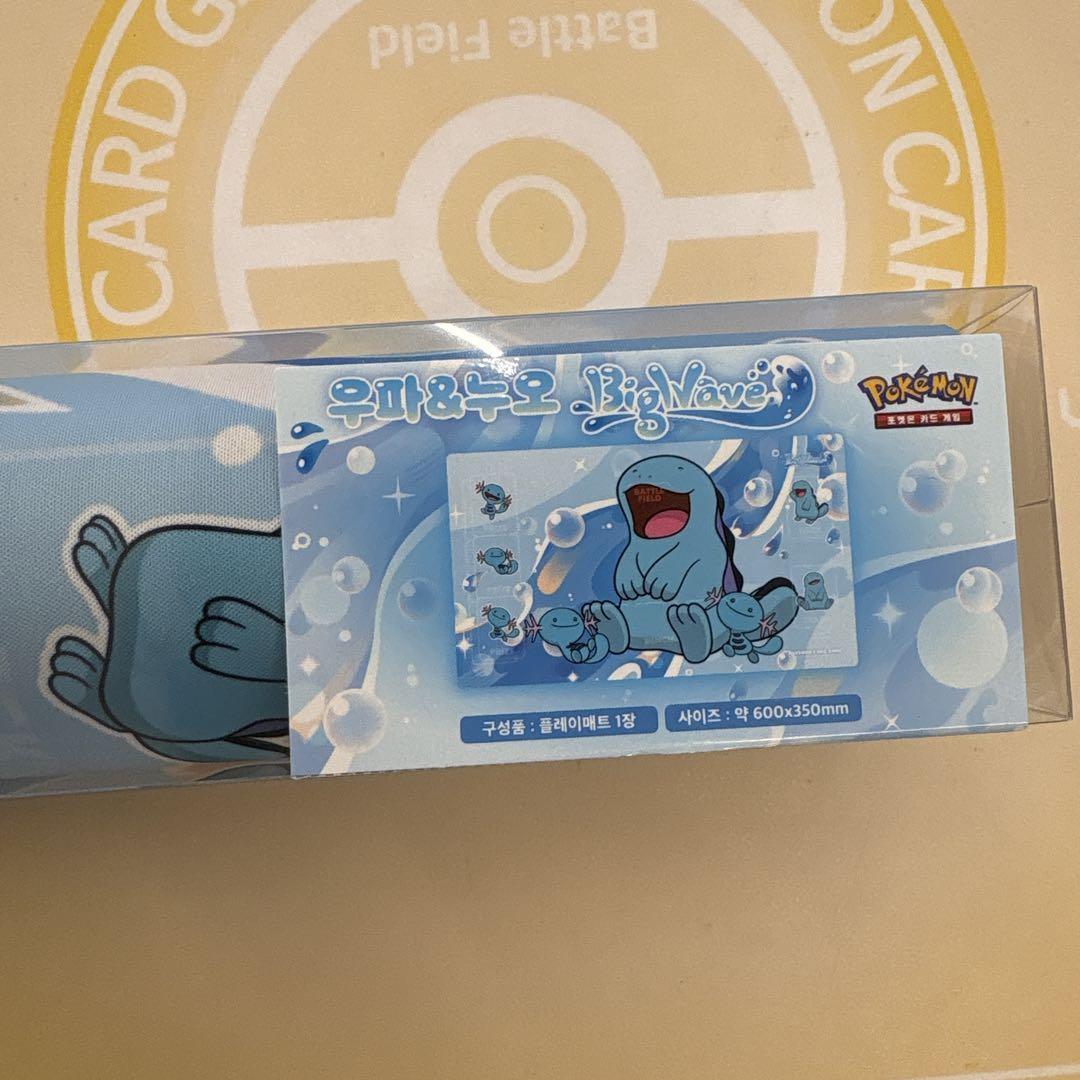 Battle Field
CARD G
ON CAR
우파&누오 BigWave
POKÉMON
포켓몬 카드 게임
BATTLE
FIELD
구성품 : 플레이매트 1장
사이즈 : 약 600x350mm